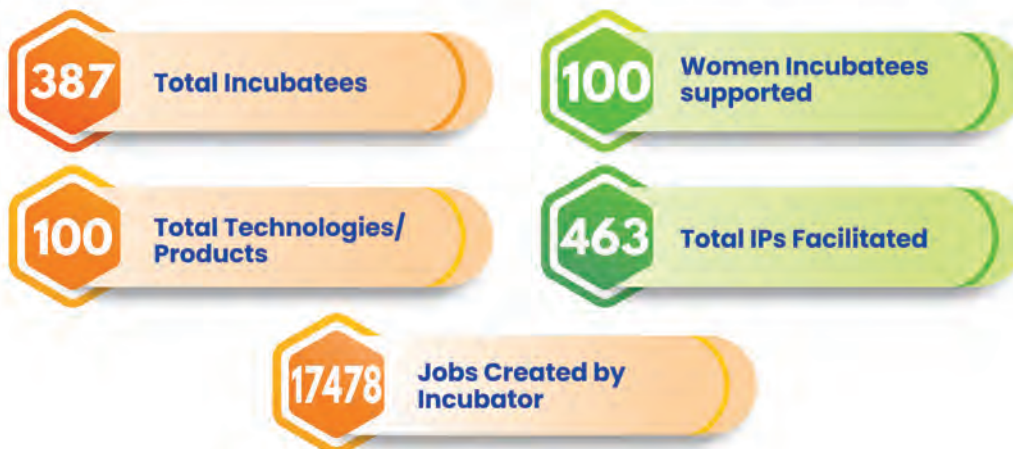 387
Total Incubatees
100
Women Incubatees
supported
100
Total Technologies/
Products
463
Total IPs Facilitated
17478
Jobs Created by
Incubator